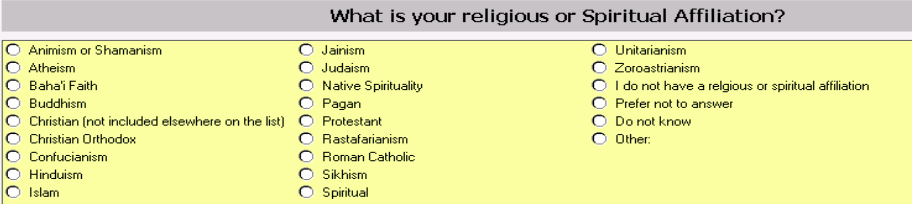 What is your religious or Spiritual Affiliation?
Animism or Shamanism
Atheism
Baha'i Faith
Buddhism
Christian (not included elsewhere on the list)
Christian Orthodox
Confucianism
Hinduism
Islam
Jainism
Judaism
Native Spirituality
Pagan
Protestant
Rastafarianism
Roman Catholic
Sikhism
Spiritual
Unitarianism
Zoroastrianism
I do not have a relgious or spiritual affiliation
Prefer not to answer
Do not know
Other: